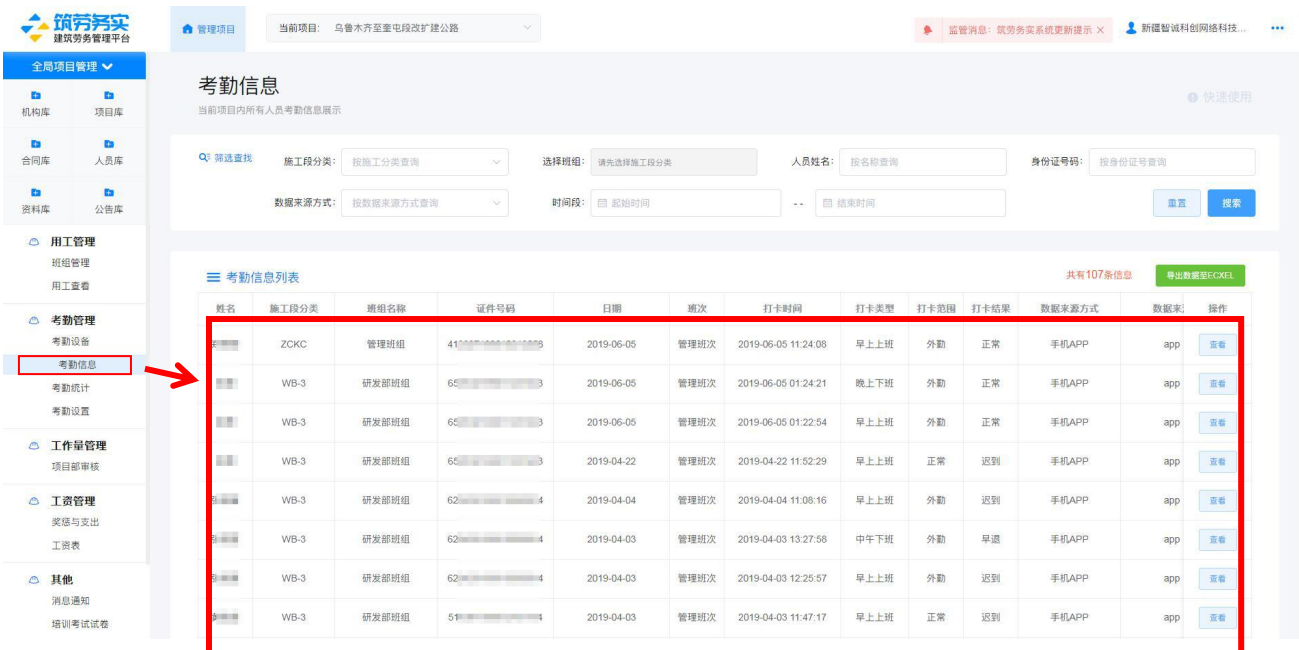 筑劳务实
建筑劳务管理平台
管理项目
当前项目: 乌鲁木齐至奎屯段改扩建公路
监管消息: 筑劳务实系统更新提示 ×
新疆智诚科创网络科技...
全局项目管理
机构库 项目库
合同库 人员库
资料库 公告库
用工管理
班组管理
用工查看
考勤管理
考勤设备
考勤信息
考勤统计
考勤设置
工作量管理
项目部审核
工资管理
奖惩与支出
工资表
其他
消息通知
培训考试试卷
考勤信息
当前项目内所有人员考勤信息展示
快速使用
筛选查找 施工段分类: 按施工分类查询 选择班组: 请先选择施工段分类 人员姓名: 按名称查询 身份证号码: 按身份证号查询
数据来源方式: 按数据来源方式查询 时间段: 起始时间 -- 结束时间 重置 搜索
考勤信息列表 共有107条信息 导出数据至ECXEL
姓名 施工段分类 班组名称 证件号码 日期 班次 打卡时间 打卡类型 打卡范围 打卡结果 数据来源方式 数据来 操作
ZCKC 管理班组 41 8 2019-06-05 管理班次 2019-06-05 11:24:08 早上上班 外勤 正常 手机APP app 查看
WB-3 研发部班组 65 3 2019-06-05 管理班次 2019-06-05 01:24:21 晚上下班 外勤 正常 手机APP app 查看
WB-3 研发部班组 65 3 2019-06-05 管理班次 2019-06-05 01:22:54 早上上班 外勤 正常 手机APP app 查看
WB-3 研发部班组 65 3 2019-04-22 管理班次 2019-04-22 11:52:29 早上上班 正常 迟到 手机APP app 查看
WB-3 研发部班组 62 4 2019-04-04 管理班次 2019-04-04 11:08:16 早上上班 外勤 迟到 手机APP app 查看
WB-3 研发部班组 62 4 2019-04-03 管理班次 2019-04-03 13:27:58 中午下班 外勤 早退 手机APP app 查看
WB-3 研发部班组 62 4 2019-04-03 管理班次 2019-04-03 12:25:57 早上上班 外勤 迟到 手机APP app 查看
WB-3 研发部班组 51 4 2019-04-03 管理班次 2019-04-03 11:47:17 早上上班 正常 迟到 手机APP app 查看